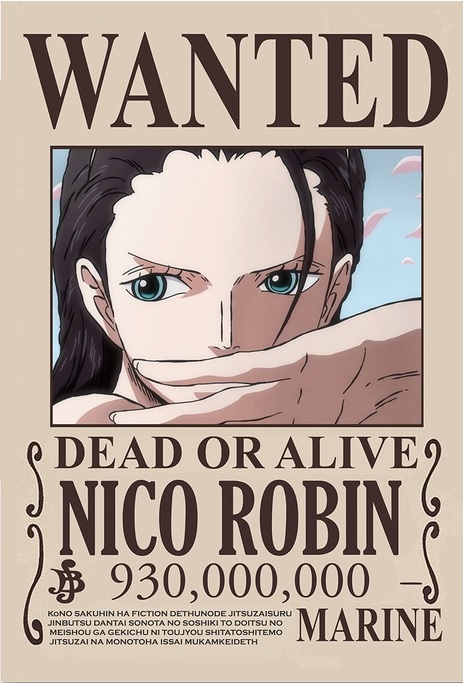 WANTED
DEAD OR ALIVE
NICO ROBIN
฿ 930,000,000 –
KONO SAKUHIN HA FICTION DETHUNODE JITSUZAISURU
JINBUTSU DANTAI SONOTA NO SOSHIKI TO DOITSU NO
MEISHOU GA GEKICHU NI TOUJYOU SHITATOSHITEMO
JITSUZAI NA MONOTOHA ISSAI MUKAMKEIDETH
MARINE